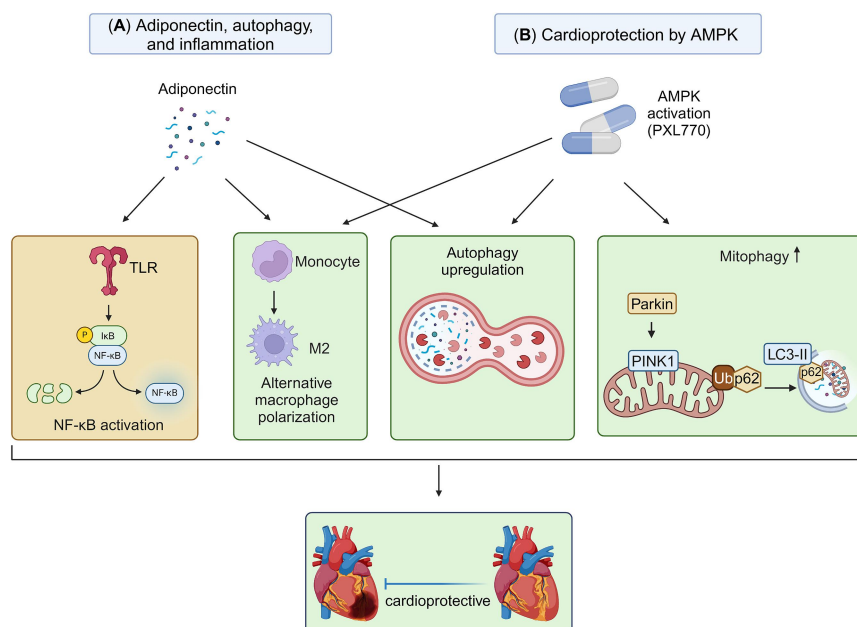 (A) Adiponectin, autophagy,
and inflammation
(B) Cardioprotection by AMPK
Adiponectin
AMPK
activation
(PXL770)
TLR
P
IκB
NF-κB
NF-κB
NF-κB activation
Monocyte
M2
Alternative
macrophage
polarization
Autophagy
upregulation
Mitophagy ↑
Parkin
PINK1
Ub
p62
LC3-II
p62
cardioprotective